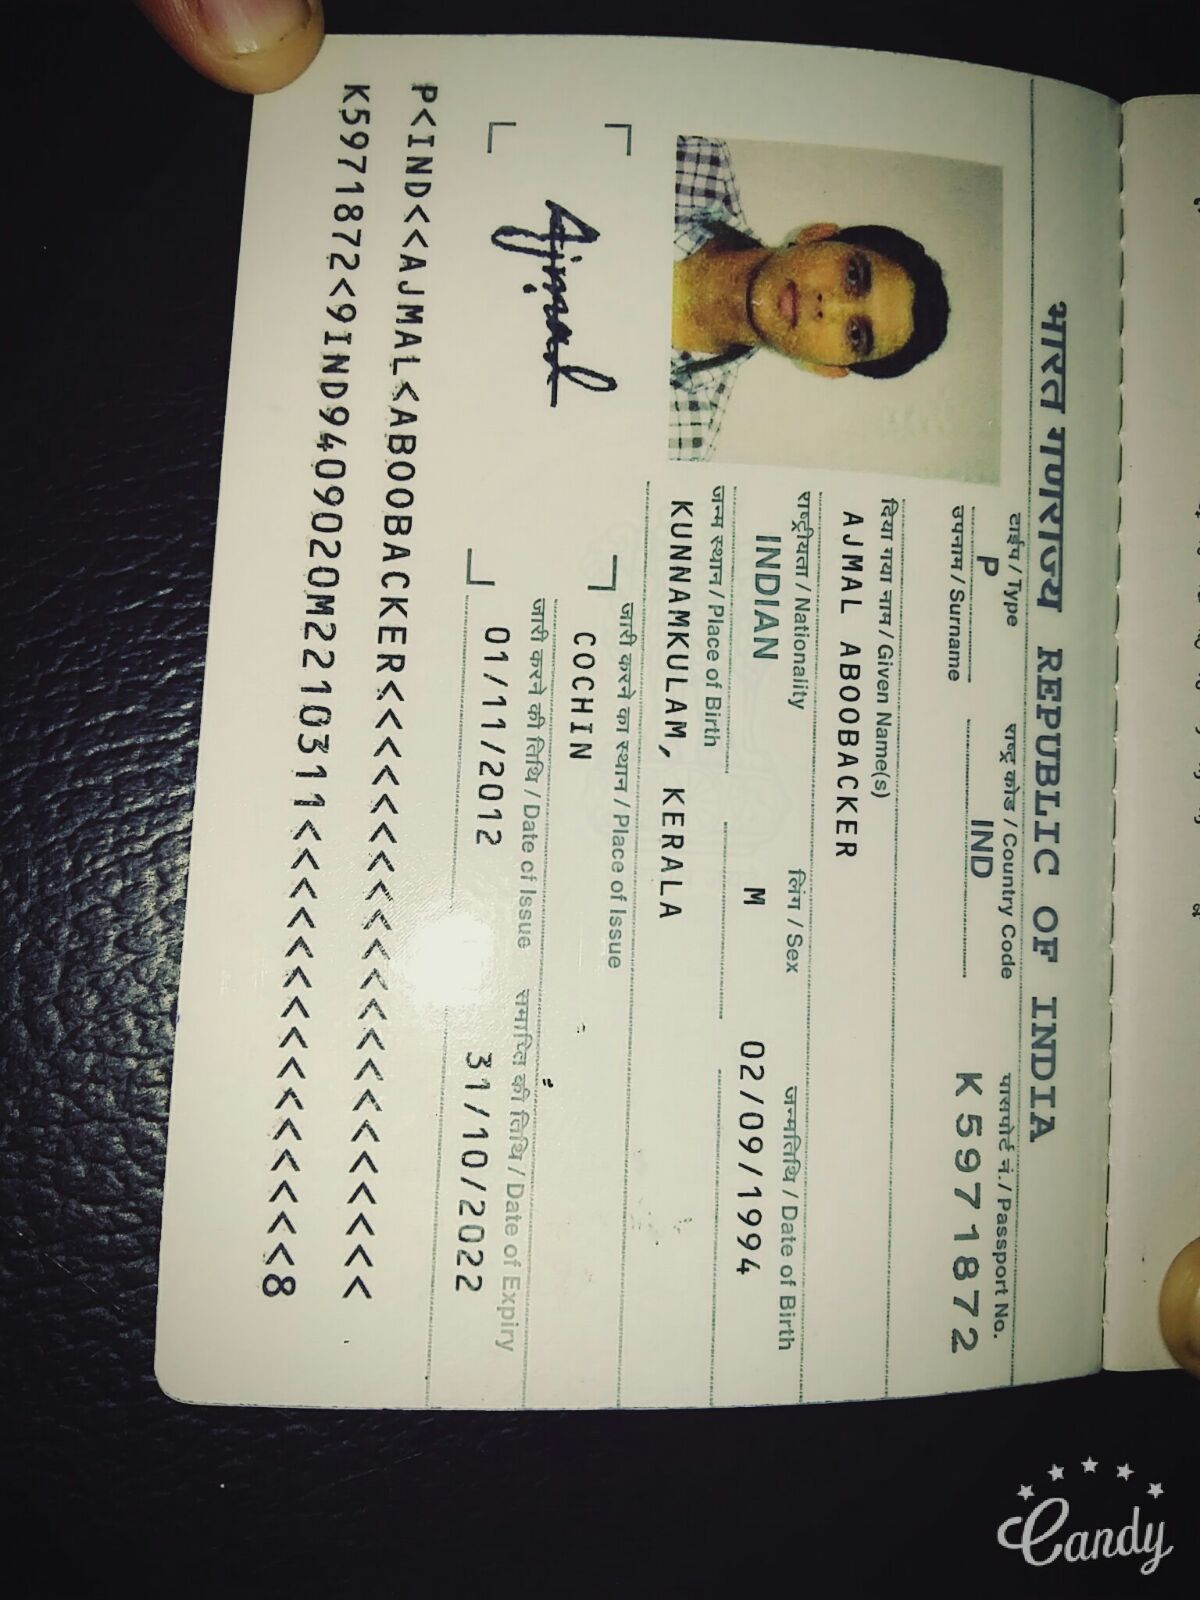 भारत गणराज्य REPUBLIC OF INDIA
टाईप / Type राष्ट्र कोड / Country Code पासपोर्ट नं. / Passport No.
P IND K5971872
उपनाम / Surname
दिया गया नाम / Given Name(s)
AJMAL ABOOBACKER
राष्ट्रीयता / Nationality लिंग / Sex जन्मतिथि / Date of Birth
INDIAN M 02/09/1994
जन्म स्थान / Place of Birth
KUNNAMKULAM, KERALA
जारी करने का स्थान / Place of Issue
COCHIN
जारी करने की तिथि / Date of Issue समाप्ति की तिथि / Date of Expiry
01/11/2012 31/10/2022
Ajmal
P<IND<<AJMAL<ABOOBACKER<<<<<<<<<<<<<<<<<<<<<
K5971872<9IND9409020M2210311<<<<<<<<<<<<<<<8
Candy